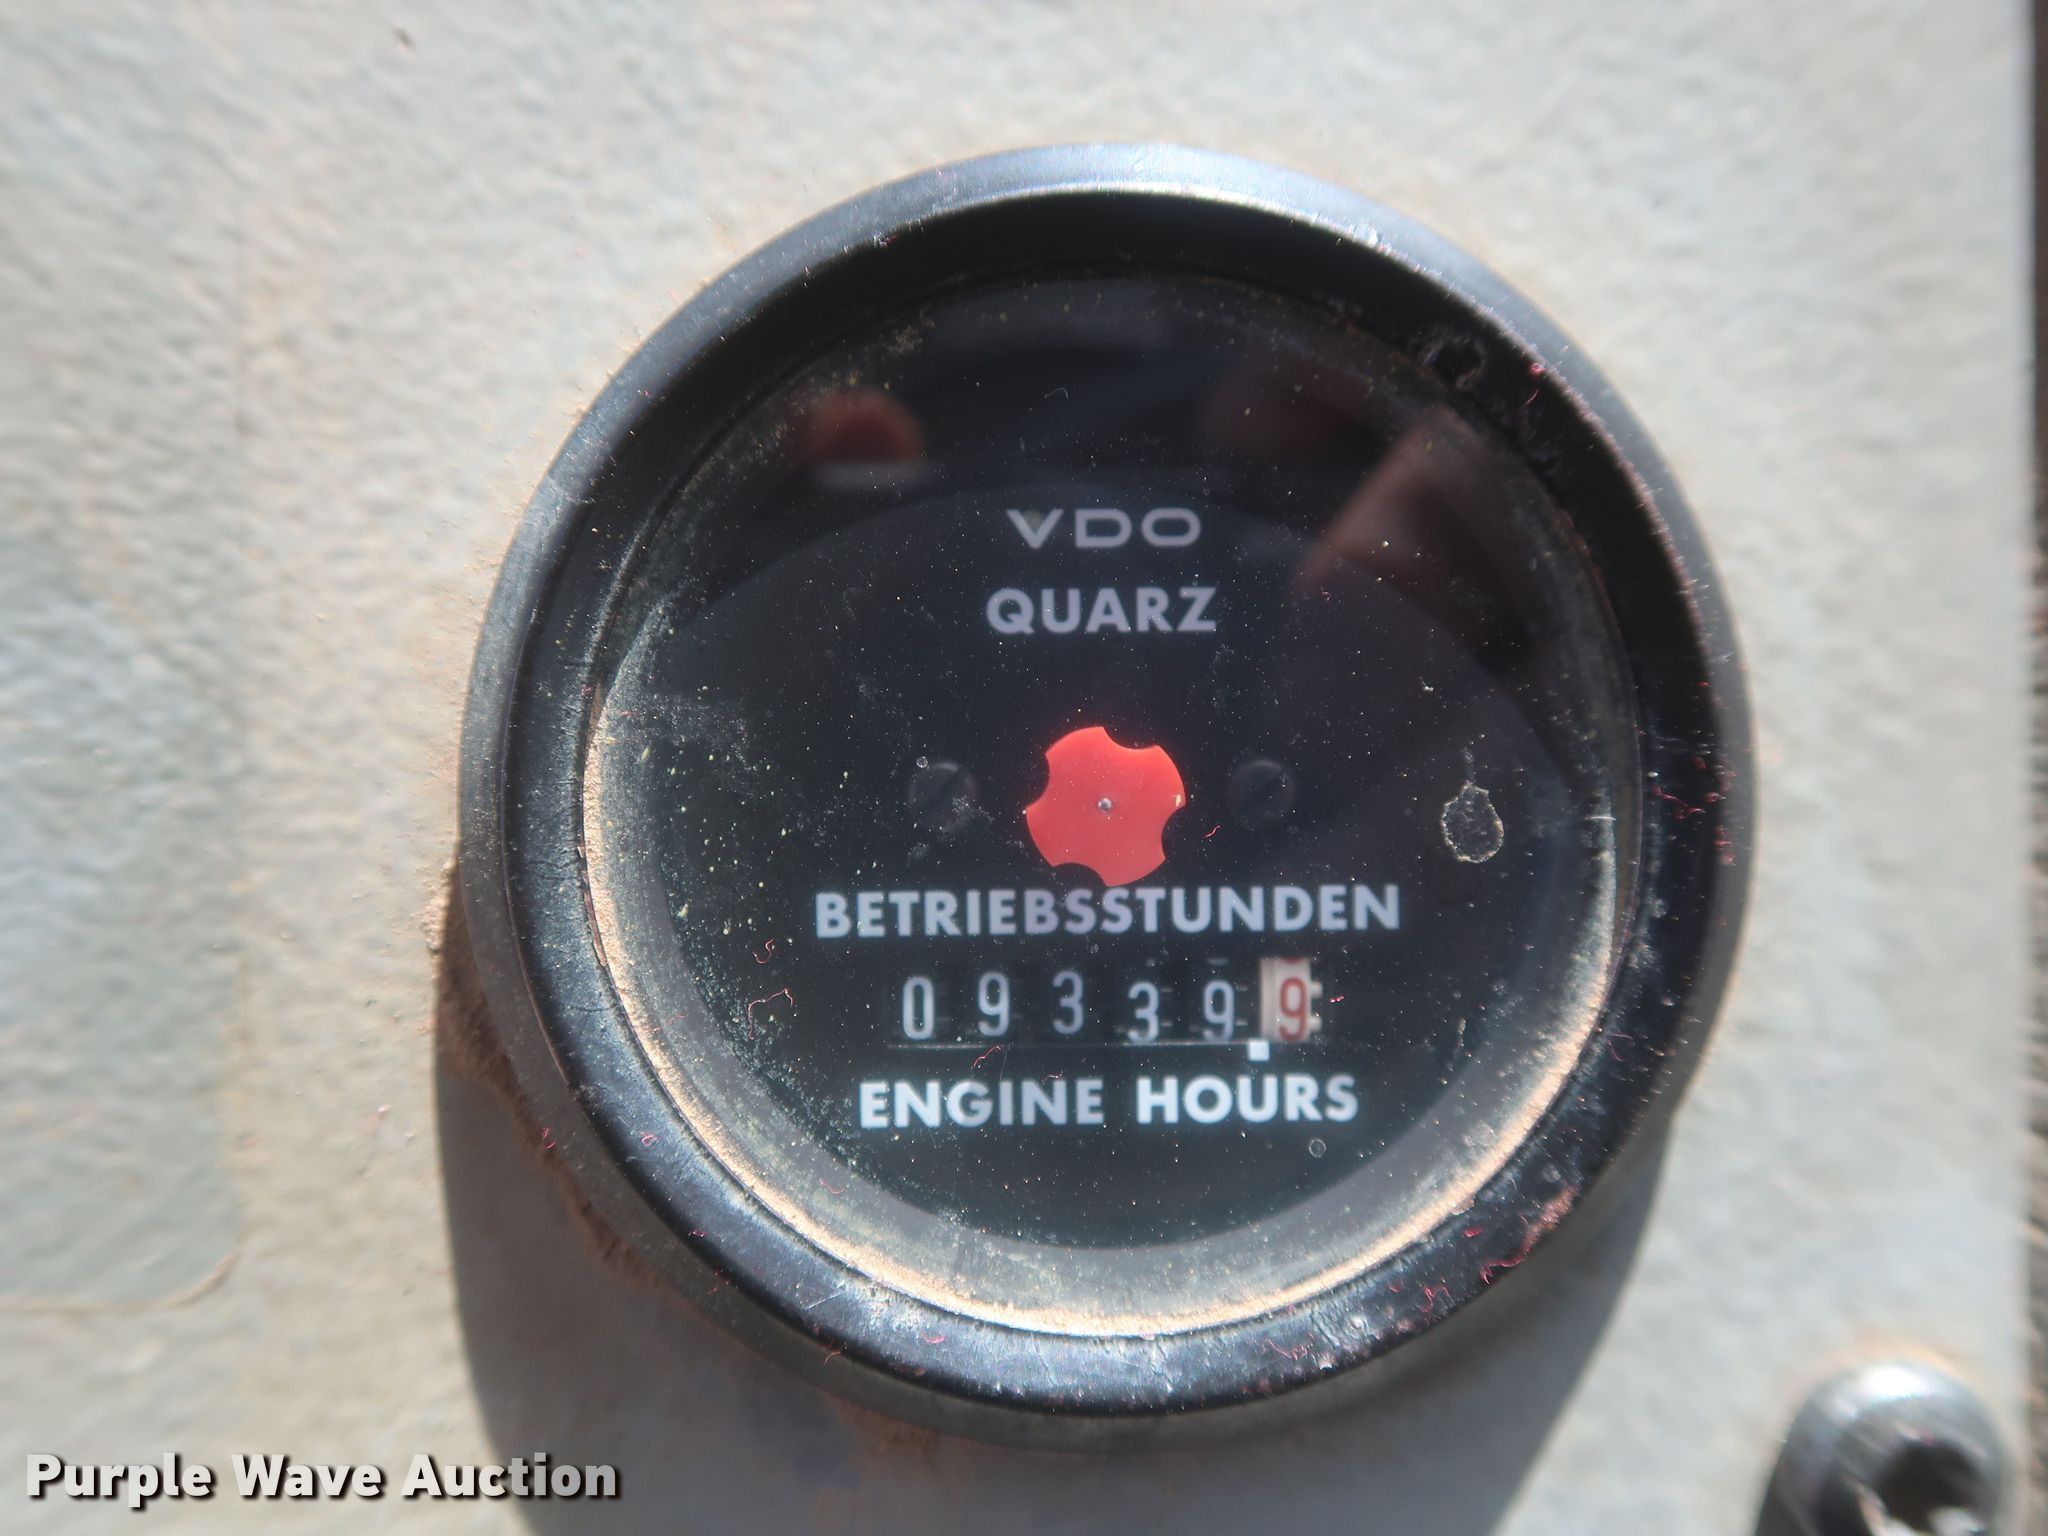 VDO
QUARZ
BETRIEBSSTUNDEN
093399
ENGINE HOURS
Purple Wave Auction